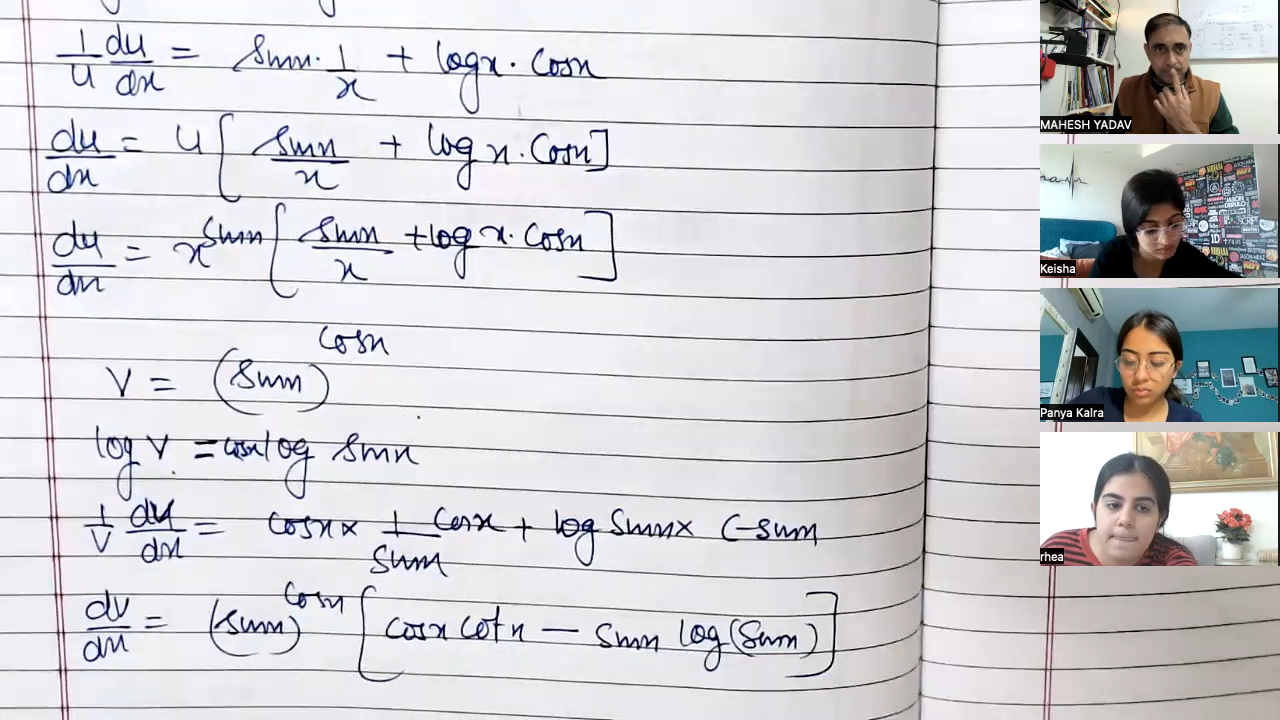 1/u du/dx = Sinx · 1/x + logx · Cosx
du/dx = u [ Sinx/x + log x · Cosx ]
du/dx = x^Sinx [ Sinx/x + log x · Cosx ]
V = (Sinx)^Cosx
log V = cosx log Sinx
1/V du/dx = Cosx × 1/Sinx Cosx + log Sinx × (-sinx
dv/dx = (Sinx)^Cosx [ Cosx Cot x — Sinx log (Sinx) ]
MAHESH YADAV
Keisha
Panya Kalra
rhea